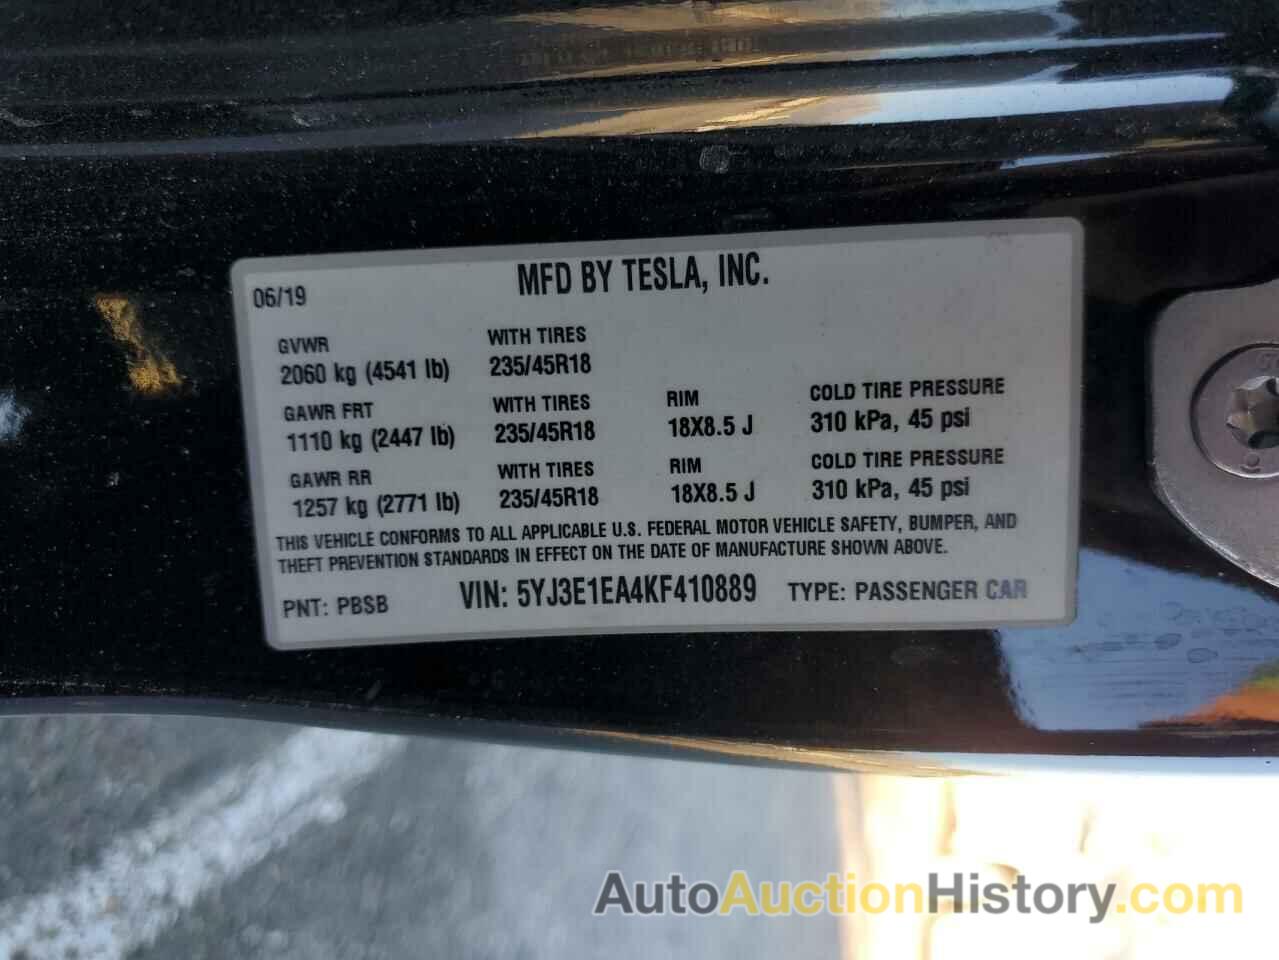 MFD BY TESLA, INC.
06/19
GVWR WITH TIRES
2060 kg (4541 lb) 235/45R18
GAWR FRT WITH TIRES RIM COLD TIRE PRESSURE
1110 kg (2447 lb) 235/45R18 18X8.5 J 310 kPa, 45 psi
GAWR RR WITH TIRES RIM COLD TIRE PRESSURE
1257 kg (2771 lb) 235/45R18 18X8.5 J 310 kPa, 45 psi
THIS VEHICLE CONFORMS TO ALL APPLICABLE U.S. FEDERAL MOTOR VEHICLE SAFETY, BUMPER, AND
THEFT PREVENTION STANDARDS IN EFFECT ON THE DATE OF MANUFACTURE SHOWN ABOVE.
PNT: PBSB VIN: 5YJ3E1EA4KF410889 TYPE: PASSENGER CAR
AutoAuctionHistory.com